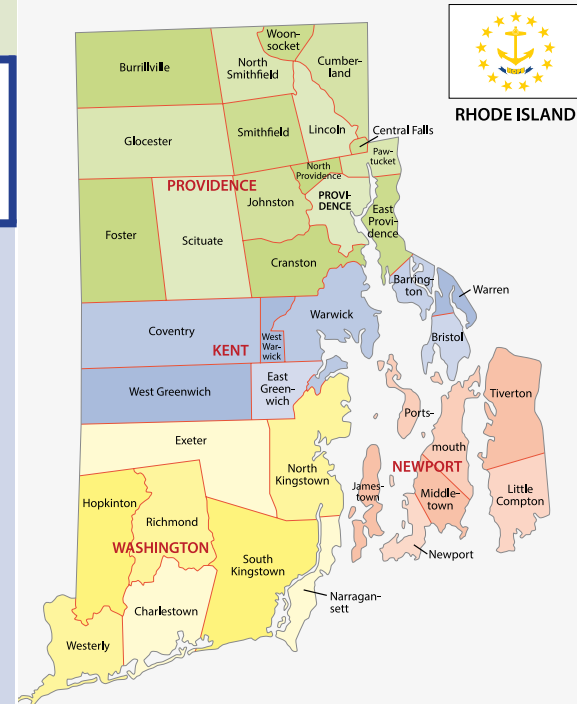 RHODE ISLAND
Woon-
socket
Burrillville
North
Smithfield
Cumber-
land
Glocester
Smithfield
Lincoln
Central Falls
Paw-
tucket
North
Providence
PROVIDENCE
Johnston
PROVI-
DENCE
East
Provi-
dence
Foster
Scituate
Cranston
Barring-
ton
Warren
Coventry
Warwick
KENT
West
War-
wick
Bristol
West Greenwich
East
Green-
wich
Tiverton
Ports-
mouth
Exeter
North
Kingstown
NEWPORT
James-
town
Middle-
town
Little
Compton
Hopkinton
Richmond
WASHINGTON
South
Kingstown
Newport
Narragan-
sett
Charlestown
Westerly